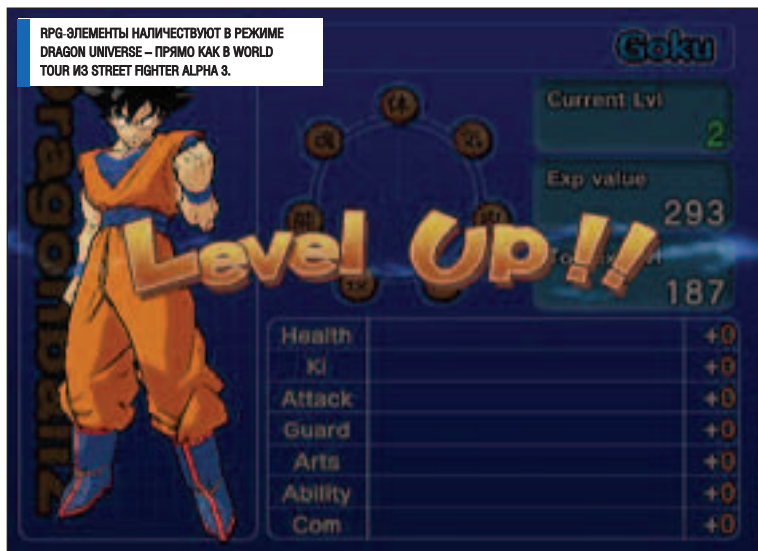 RPG-ЭЛЕМЕНТЫ НАЛИЧЕСТВУЮТ В РЕЖИМЕ
DRAGON UNIVERSE – ПРЯМО КАК В WORLD
TOUR ИЗ STREET FIGHTER ALPHA 3.
Goku
DragonballZ
Current Lvl
2
体
Exp value
293
187
Level Up!!
Health +0
Ki +0
Attack +0
Guard +0
Arts +0
Ability +0
Com +0